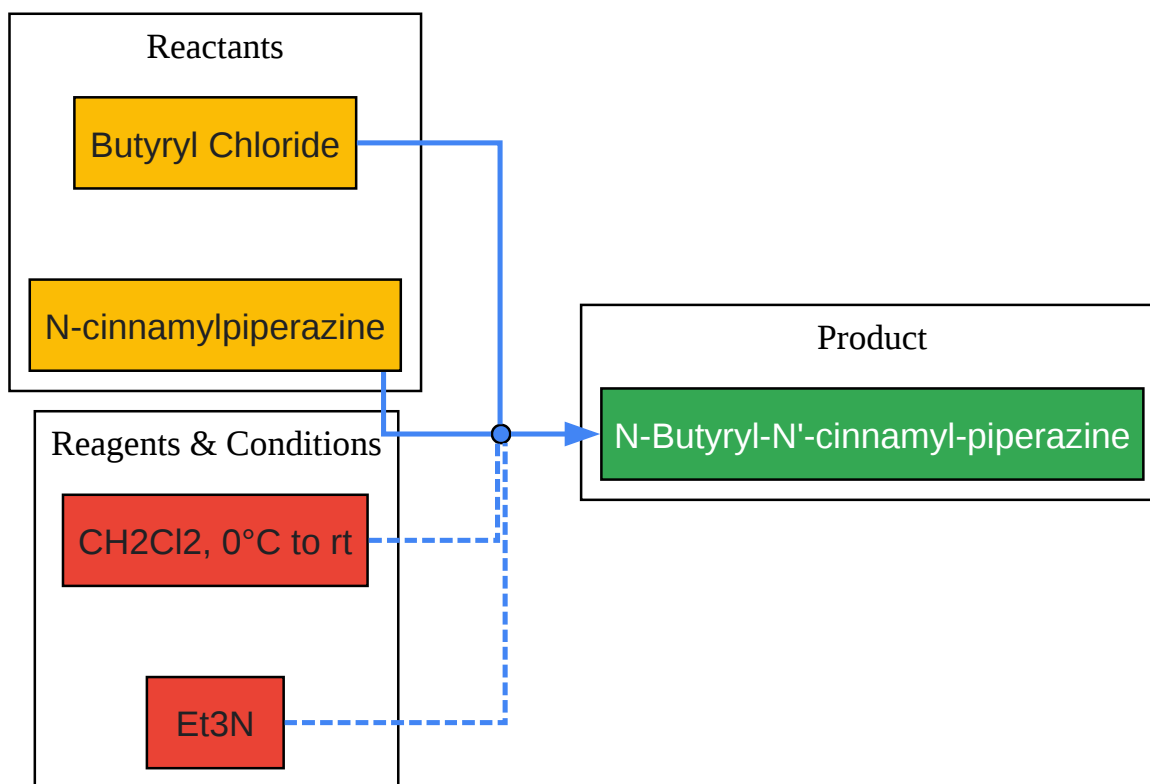 Reactants
Butyryl Chloride
N-cinnamylpiperazine
Reagents & Conditions
CH2Cl2, 0°C to rt
Et3N
Product
N-Butyryl-N'-cinnamyl-piperazine